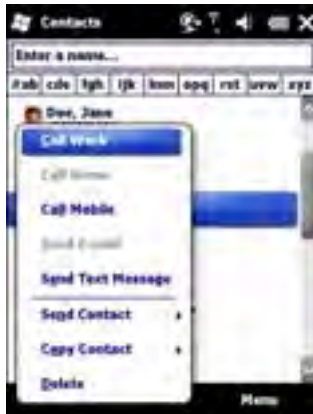 Contacts
Enter a name...
#ab cde fgh ijk lmn opq rst uvw xyz
Doe, Jane
Call Work
Call Home
Call Mobile
Send E-mail
Send Text Message
Send Contact
Copy Contact
Delete
Menu